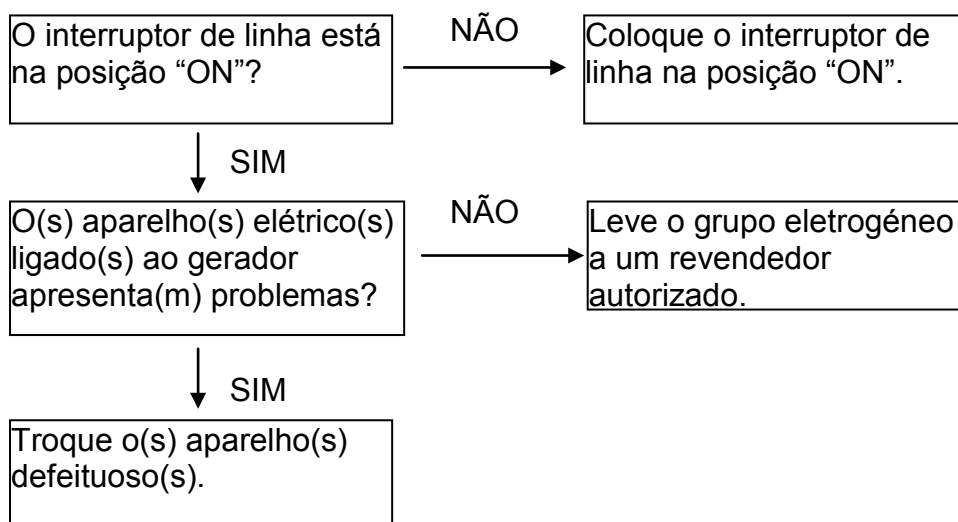 O interruptor de linha está
na posição “ON”?
NÃO
Coloque o interruptor de
linha na posição “ON”.
SIM
O(s) aparelho(s) elétrico(s)
ligado(s) ao gerador
apresenta(m) problemas?
NÃO
Leve o grupo eletrogéneo
a um revendedor
autorizado.
SIM
Troque o(s) aparelho(s)
defeituoso(s).